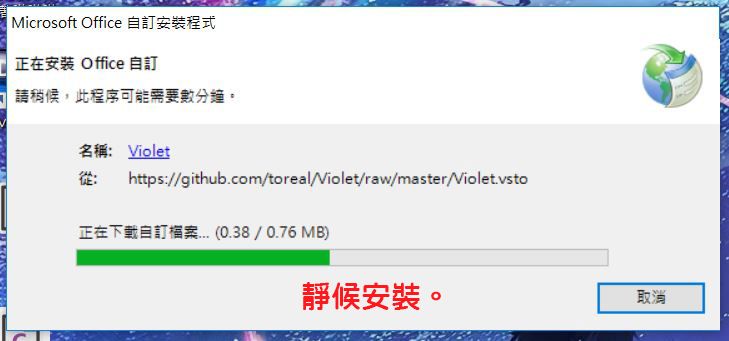 Microsoft Office 自訂安裝程式
正在安裝 Office 自訂
請稍候，此程序可能需要數分鐘。
名稱: Violet
從: https://github.com/toreal/Violet/raw/master/Violet.vsto
正在下載自訂檔案... (0.38 / 0.76 MB)
靜候安裝。
取消